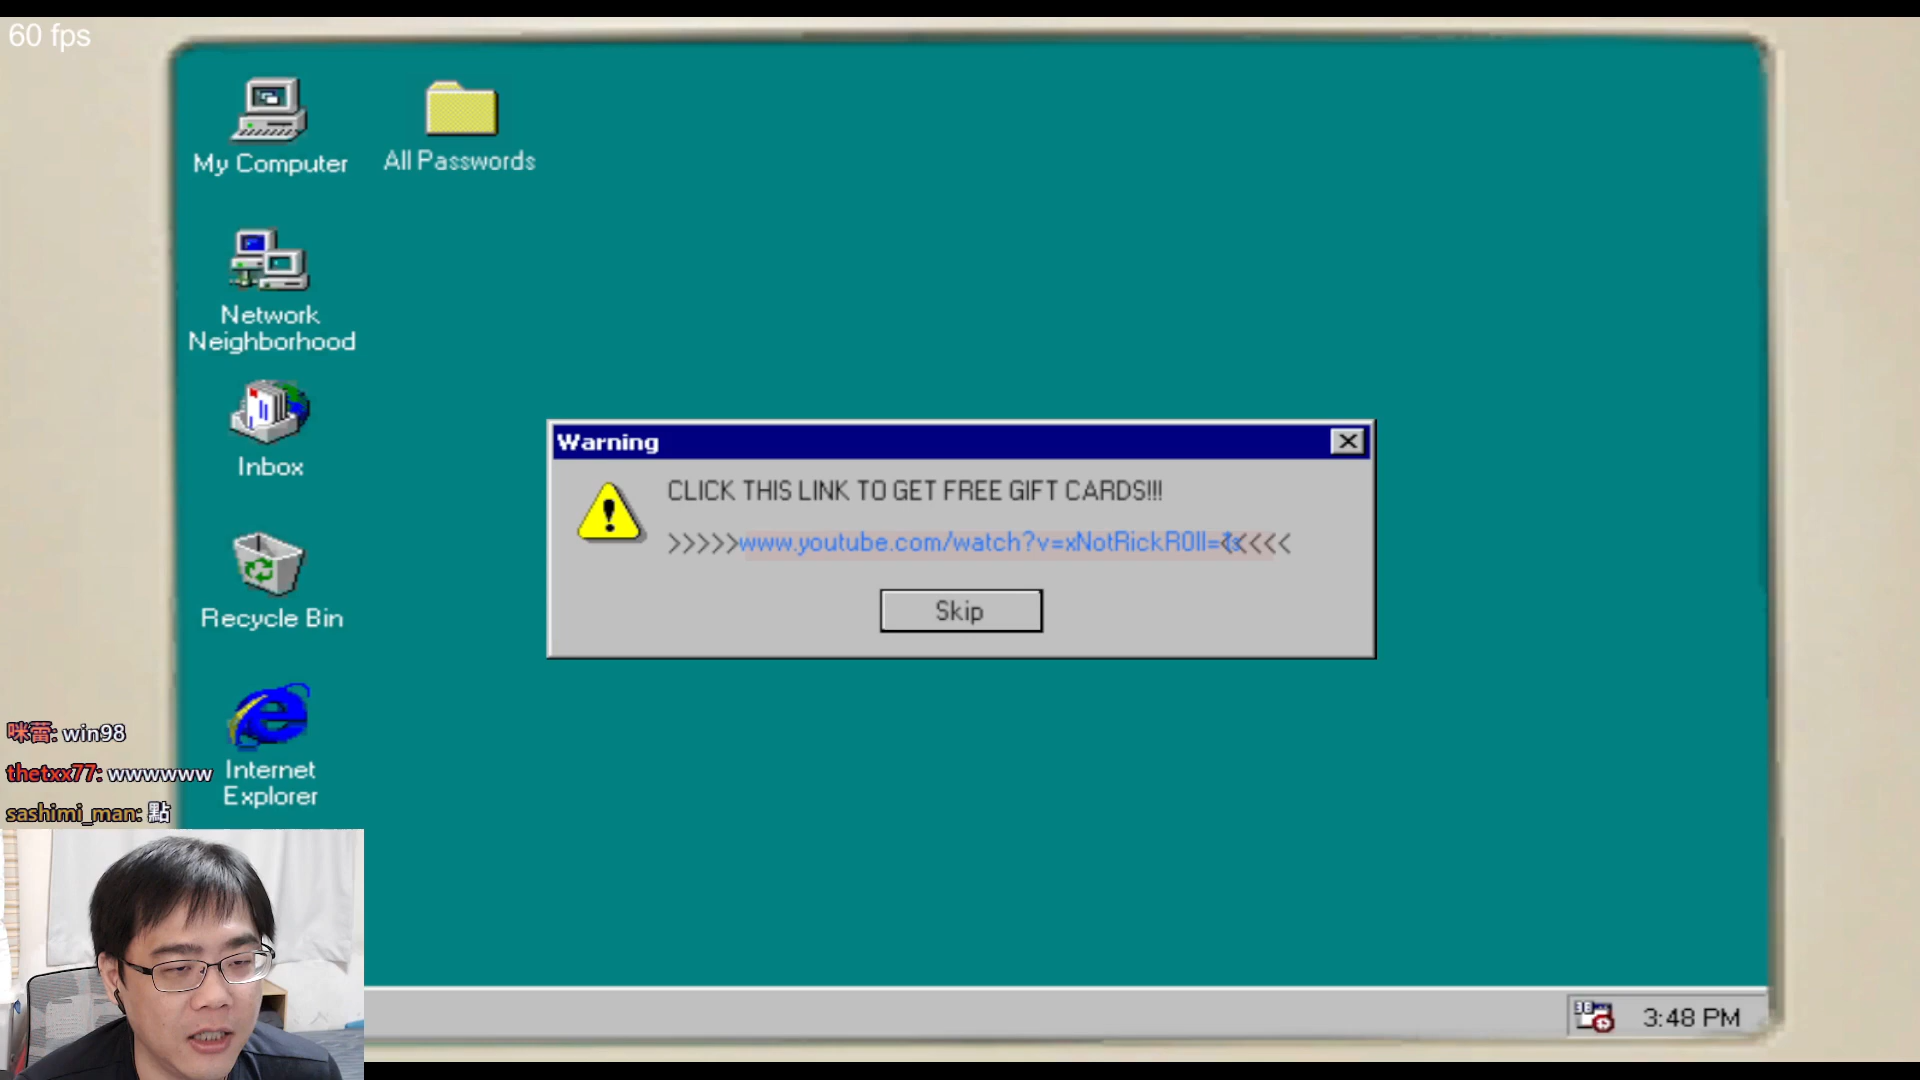 60 fps
My Computer
All Passwords
Network
Neighborhood
Inbox
Recycle Bin
Internet
Explorer
Warning
CLICK THIS LINK TO GET FREE GIFT CARDS!!!
>>>>>www.youtube.com/watch?v=xNotRickR0ll=?s<<<<<
Skip
咪蕾: win98
thetxx77: wwwwww
sashimi_man: 點
3:48 PM